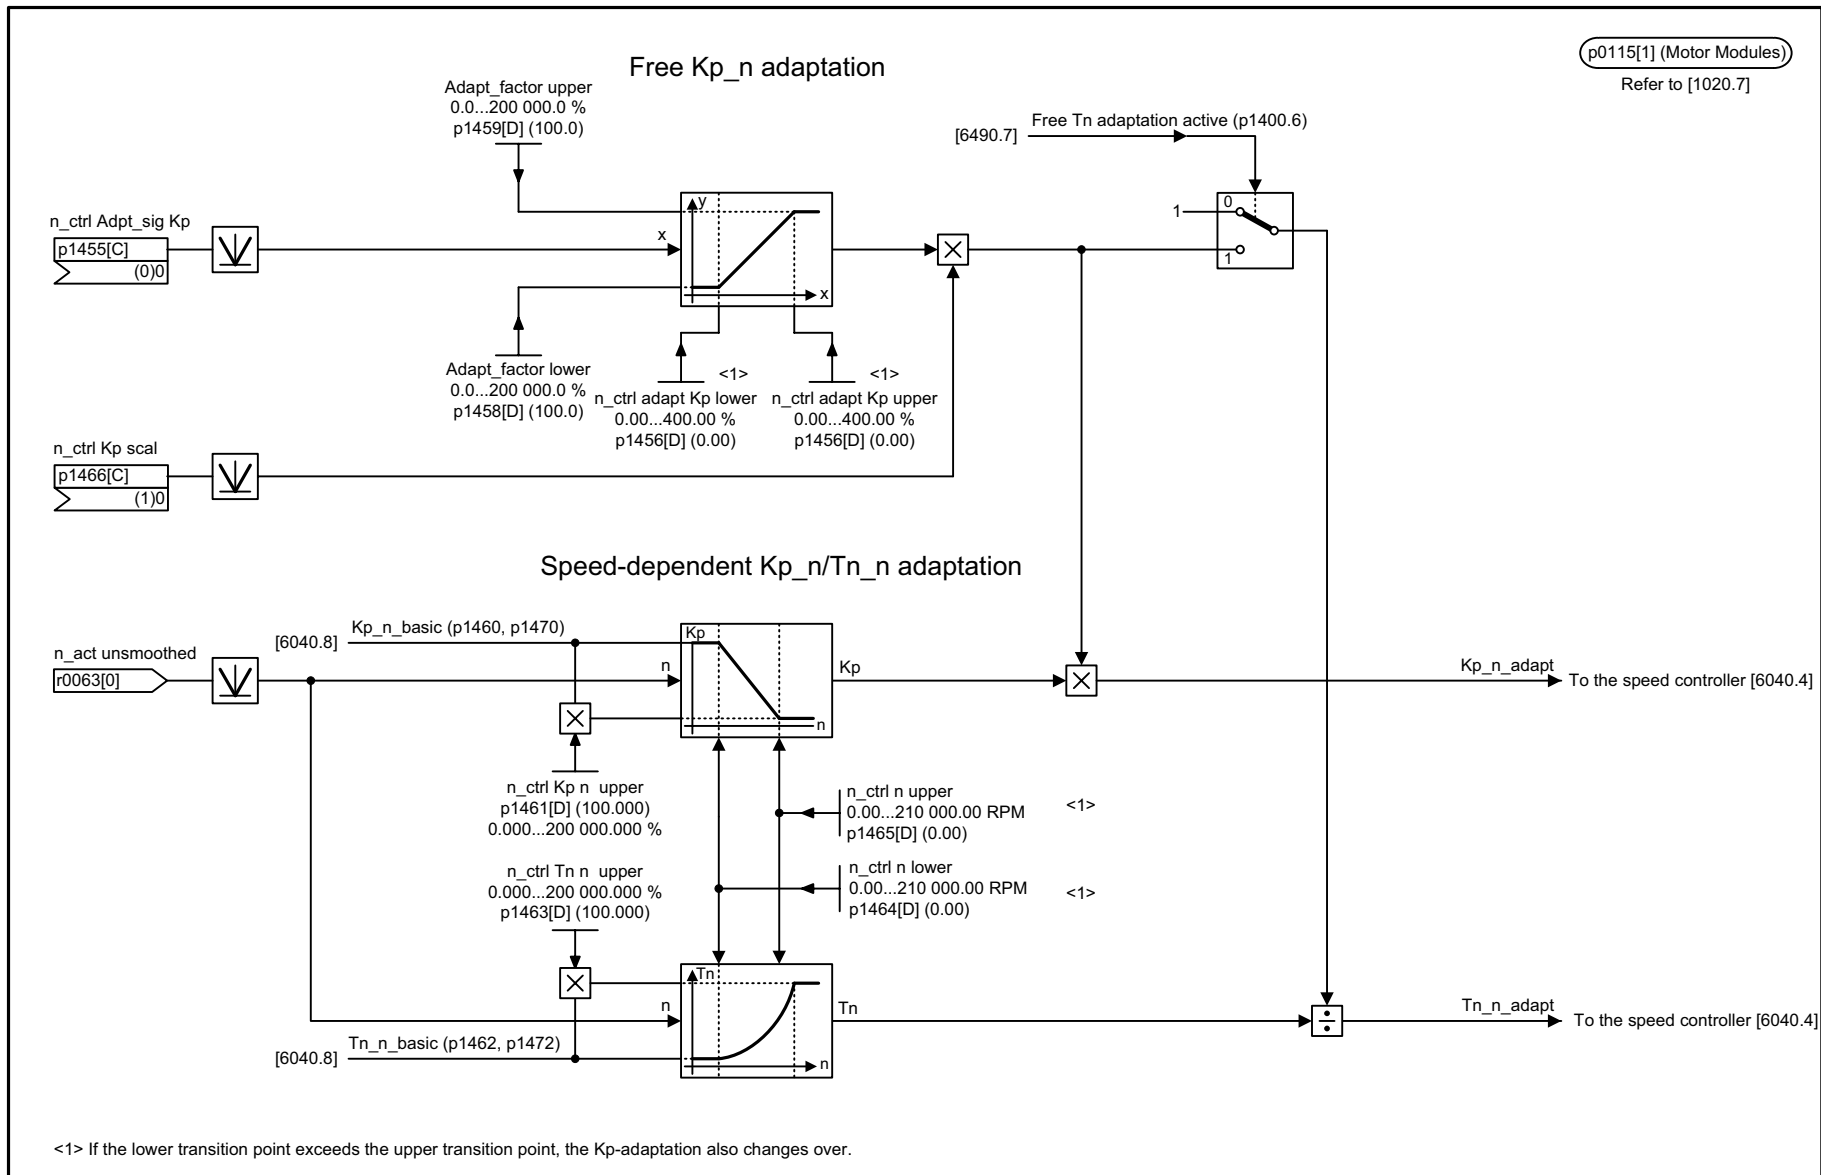 Free Kp_n adaptation
p0115[1] (Motor Modules)
Refer to [1020.7]
Adapt_factor upper
0.0...200 000.0 %
p1459[D] (100.0)
Free Tn adaptation active (p1400.6)
[6490.7]
n_ctrl Adpt_sig Kp
p1455[C]
(0)0
x
y
x
1
0
1
Adapt_factor lower
0.0...200 000.0 %
p1458[D] (100.0)
<1>
n_ctrl adapt Kp lower
0.00...400.00 %
p1456[D] (0.00)
<1>
n_ctrl adapt Kp upper
0.00...400.00 %
p1456[D] (0.00)
n_ctrl Kp scal
p1466[C]
(1)0
Speed-dependent Kp_n/Tn_n adaptation
Kp_n_basic (p1460, p1470)
[6040.8]
n_act unsmoothed
r0063[0]
n
Kp
n
Kp
Kp_n_adapt
To the speed controller [6040.4]
n_ctrl Kp n upper
p1461[D] (100.000)
0.000...200 000.000 %
n_ctrl n upper
0.00...210 000.00 RPM
p1465[D] (0.00)
<1>
n_ctrl Tn n upper
0.000...200 000.000 %
p1463[D] (100.000)
n_ctrl n lower
0.00...210 000.00 RPM
p1464[D] (0.00)
<1>
n
Tn
n
Tn
Tn_n_adapt
To the speed controller [6040.4]
Tn_n_basic (p1462, p1472)
[6040.8]
<1> If the lower transition point exceeds the upper transition point, the Kp-adaptation also changes over.